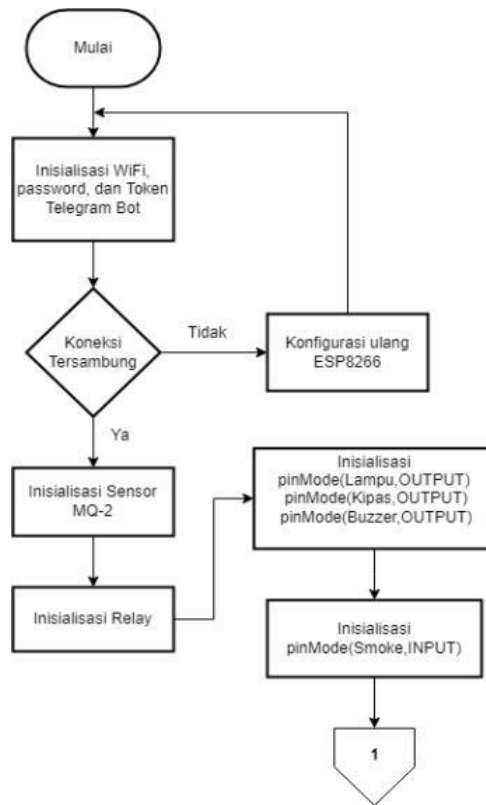 Mulai
Inisialisasi WiFi,
password, dan Token
Telegram Bot
Koneksi
Tersambung
Tidak
Konfigurasi ulang
ESP8266
Ya
Inisialisasi Sensor
MQ-2
Inisialisasi Relay
Inisialisasi
pinMode(Lampu,OUTPUT)
pinMode(Kipas,OUTPUT)
pinMode(Buzzer,OUTPUT)
Inisialisasi
pinMode(Smoke,INPUT)
1